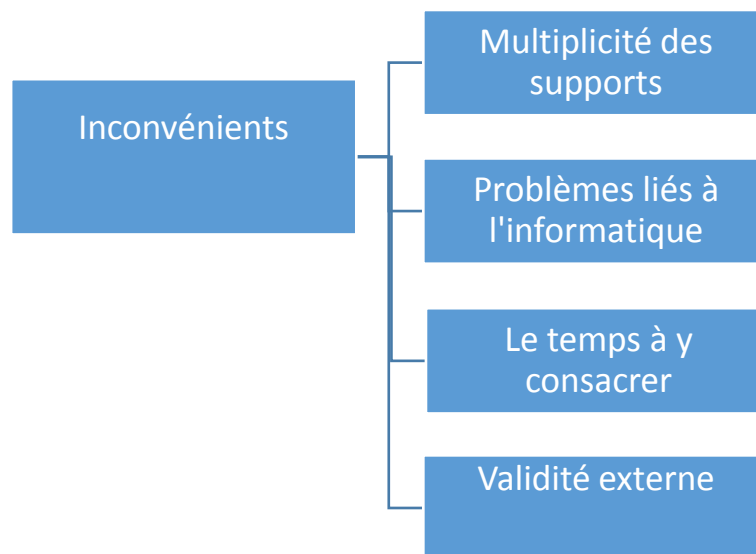 Inconvénients
Multiplicité des
supports
Problèmes liés à
l'informatique
Le temps à y
consacrer
Validité externe